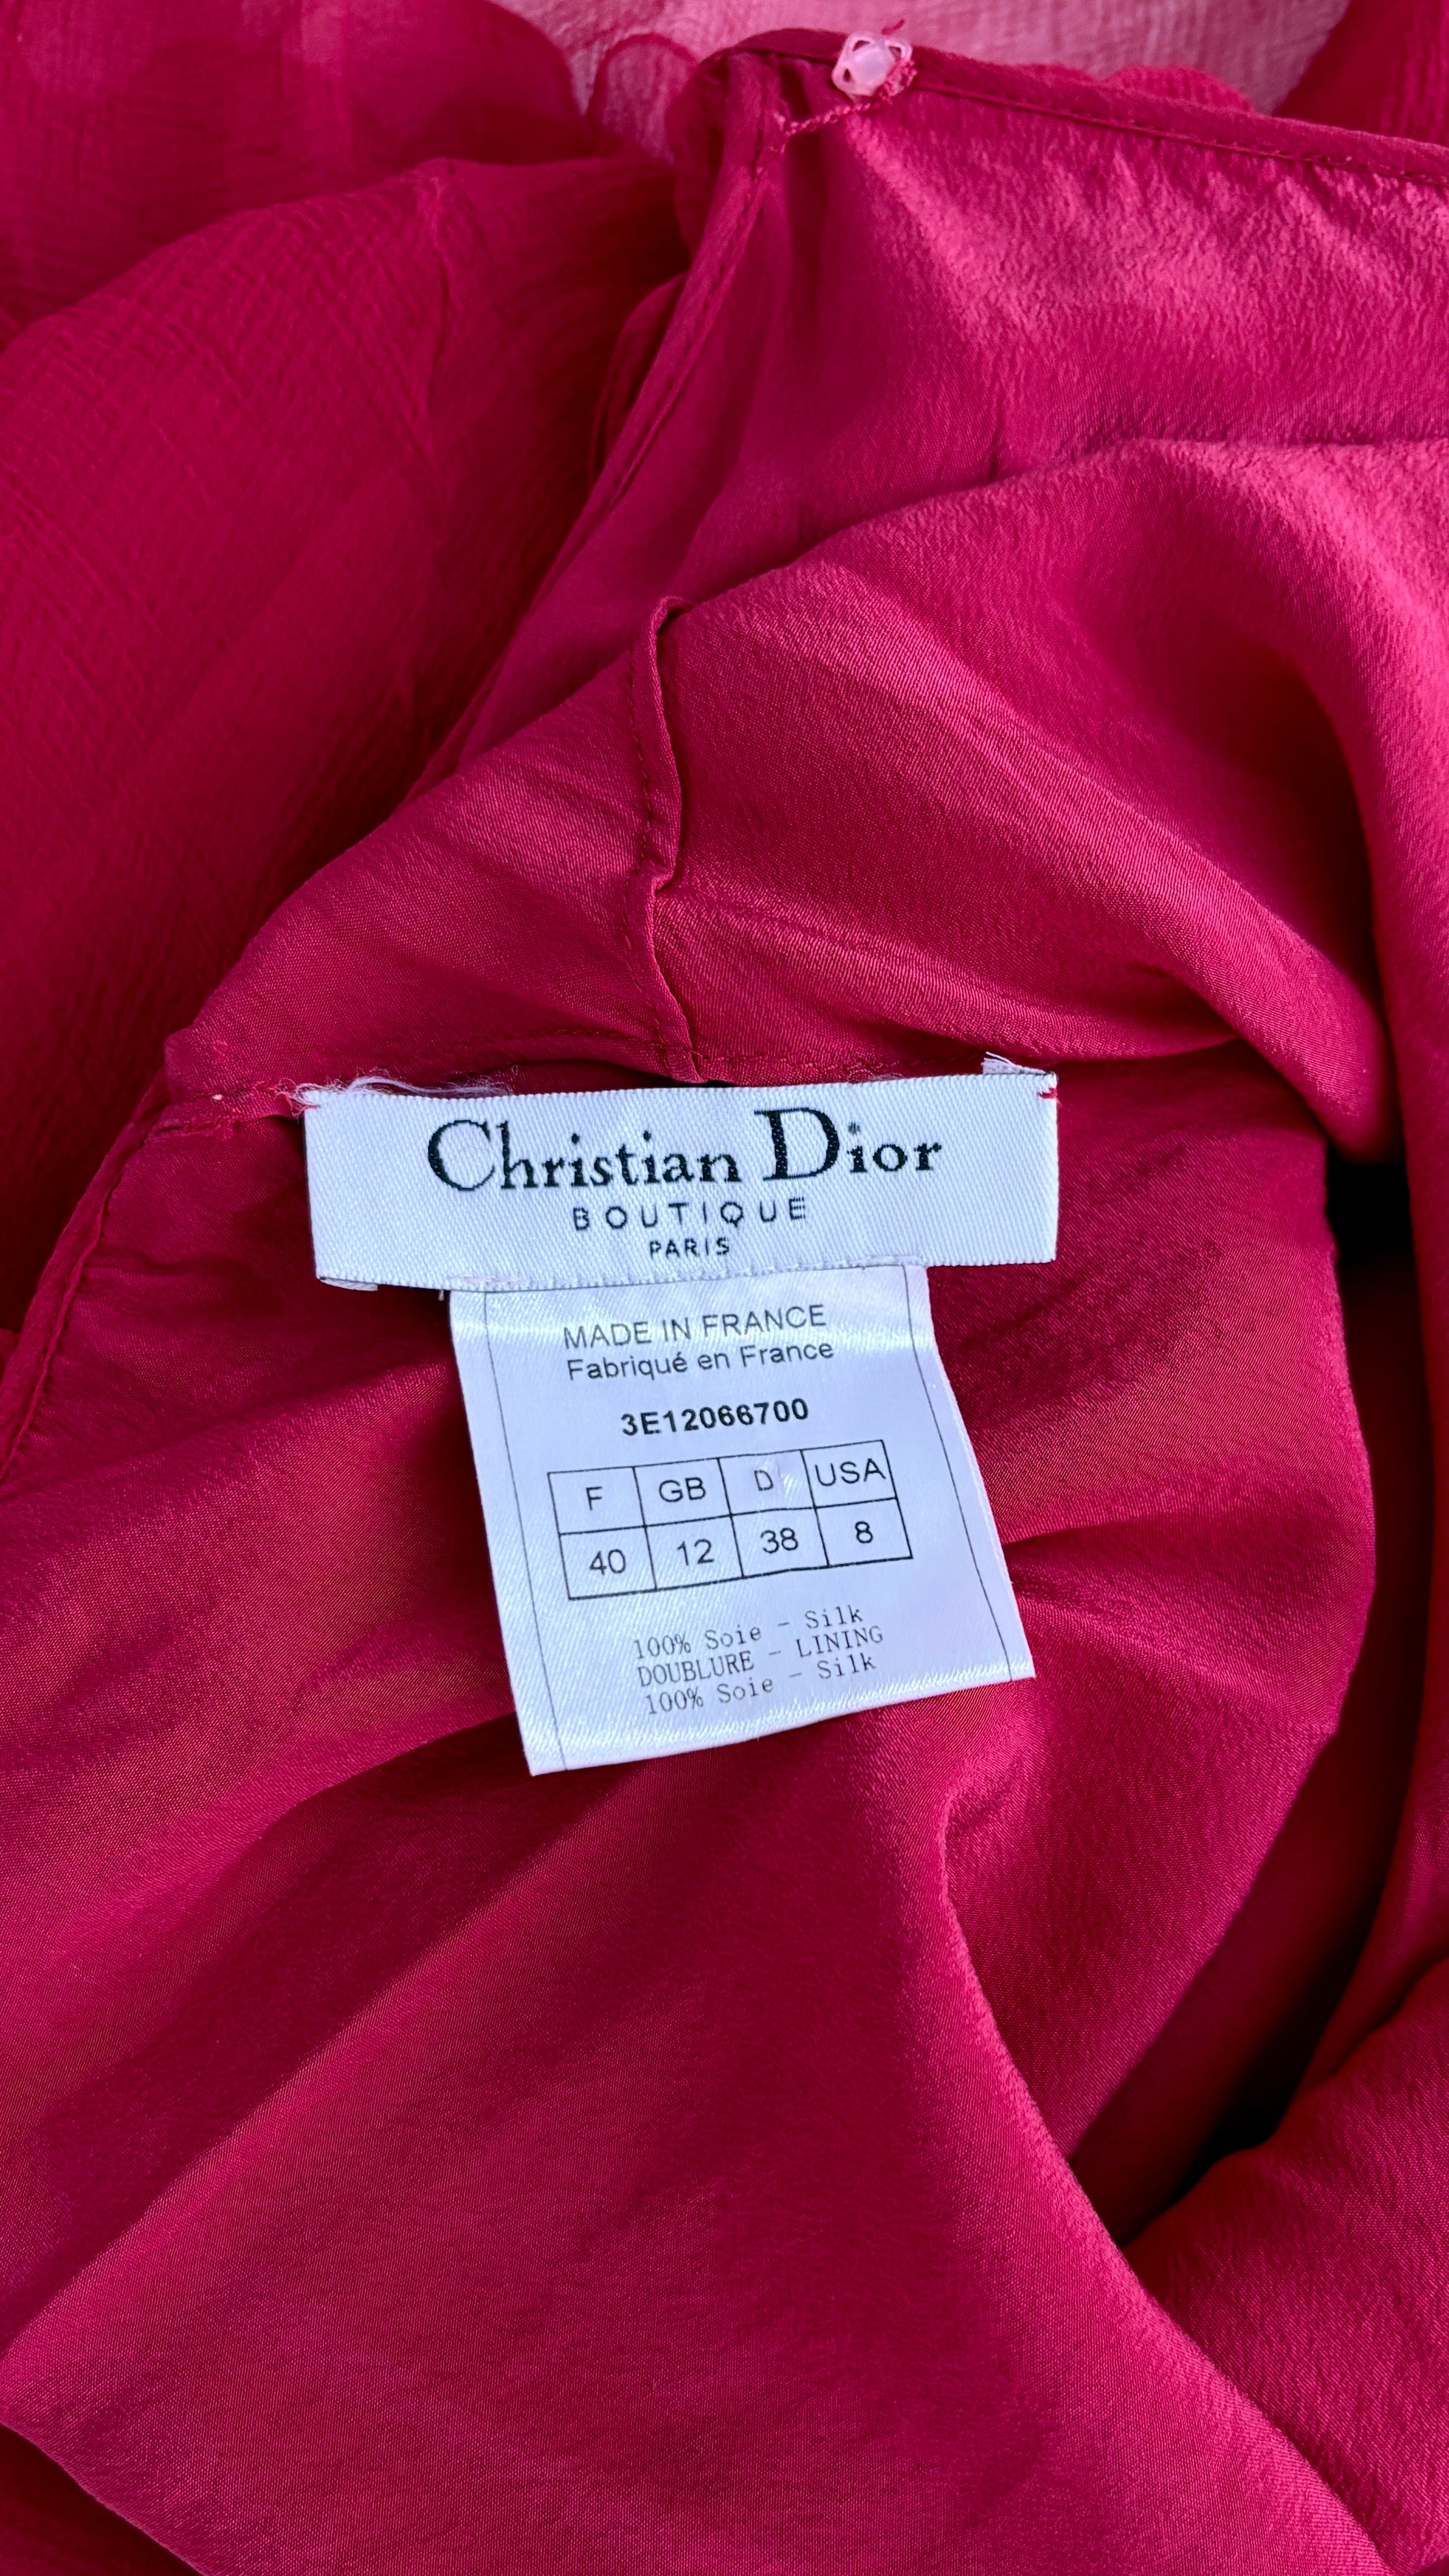 Christian Dior
BOUTIQUE
PARIS
MADE IN FRANCE
Fabriqué en France
3E12066700
F GB D USA
40 12 38 8
100% Soie - Silk
DOUBLURE - LINING
100% Soie - Silk